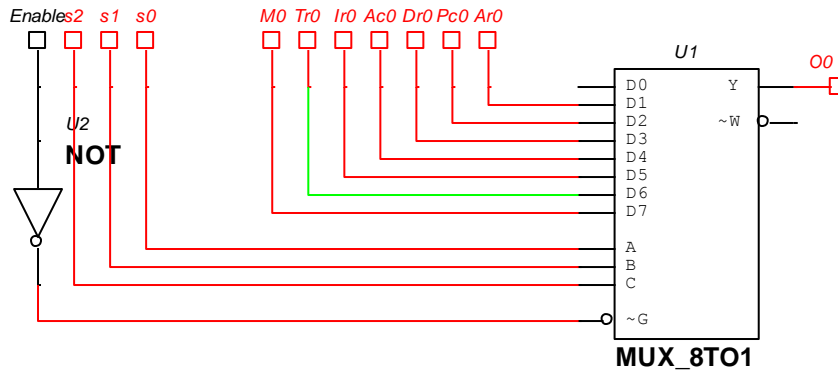 Enable s2 s1 s0 M0 Tr0 Ir0 Ac0 Dr0 Pc0 Ar0
U1
O0
D0 Y
D1
U2
D2 ~W
NOT
D3
D4
D5
D6
D7
A
B
C
~G
MUX_8TO1